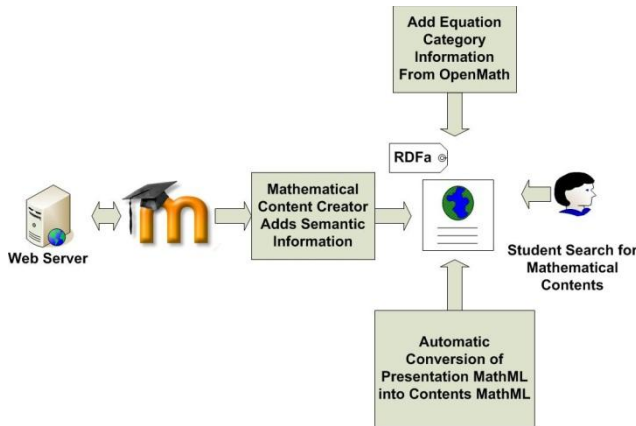 Add Equation
Category
Information
From OpenMath
RDFa
Mathematical
Content Creator
Adds Semantic
Information
m
Web Server
Student Search for
Mathematical
Contents
Automatic
Conversion of
Presentation MathML
into Contents MathML